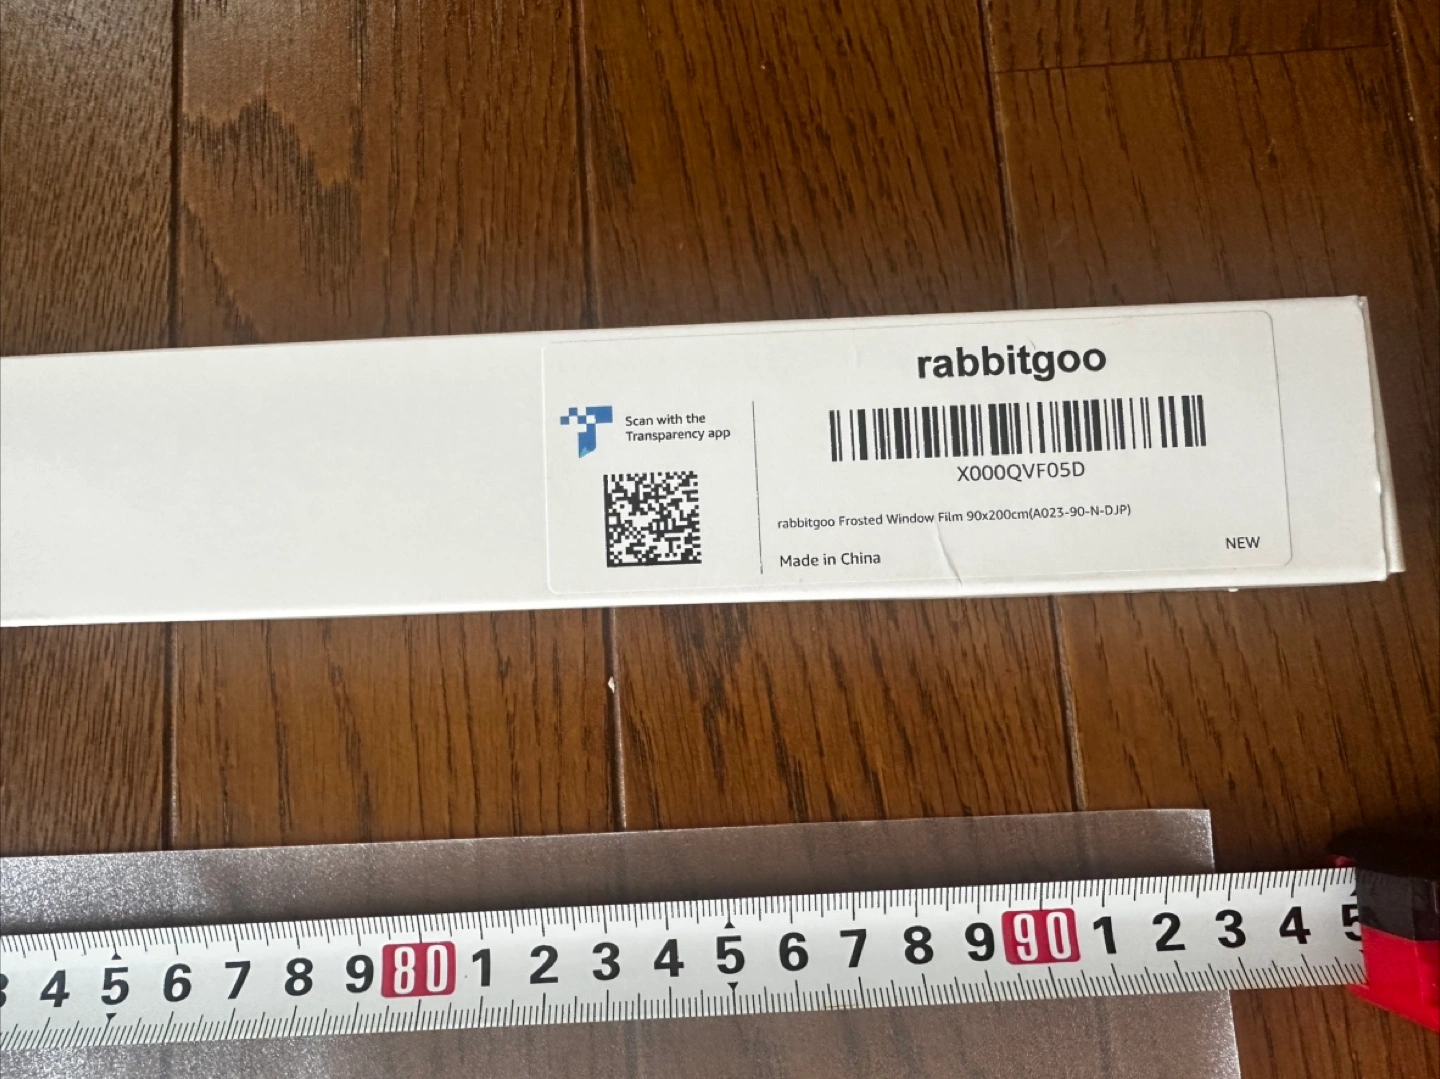 rabbitgoo
Scan with the
Transparency app
X000QVF05D
rabbitgoo Frosted Window Film 90x200cm(A023-90-N-DJP)
Made in China
NEW
4 5 6 7 8 9 80 1 2 3 4 5 6 7 8 9 90 1 2 3 4 5